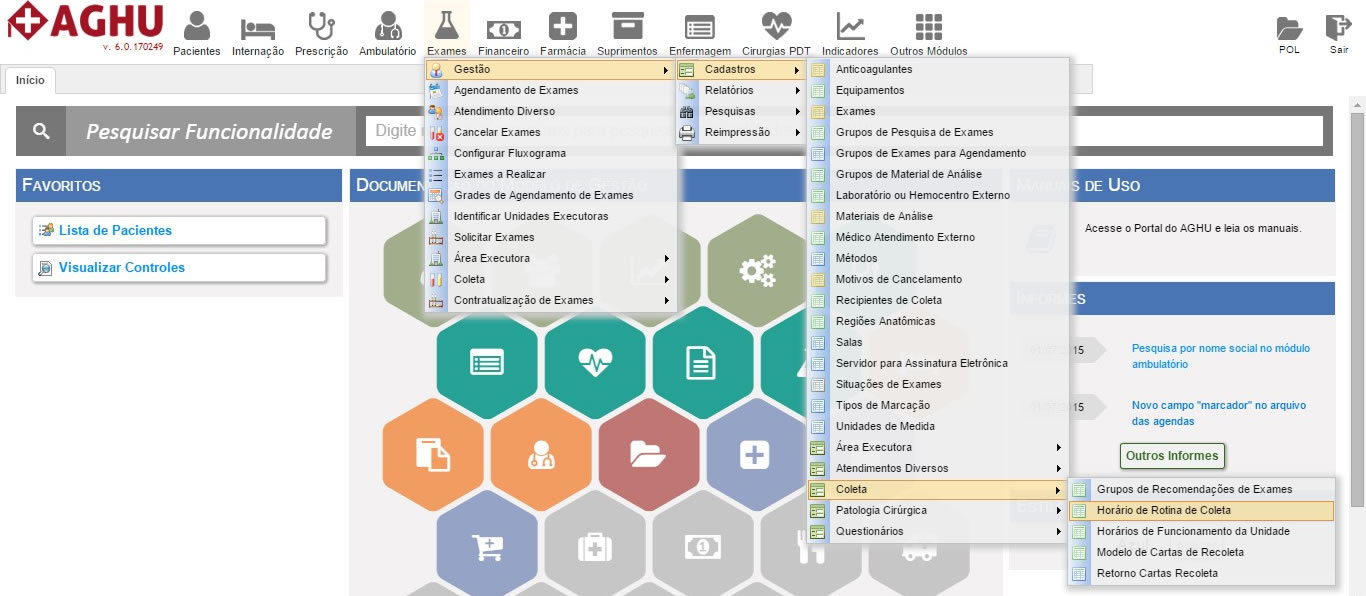 AGHU
v. 6.0.170249
Pacientes Internação Prescrição Ambulatório Exames Financeiro Farmácia Suprimentos Enfermagem Cirurgias PDT Indicadores Outros Módulos POL Sair
Início
Pesquisar Funcionalidade
Digite
FAVORITOS
Lista de Pacientes
Visualizar Controles
Gestão
Agendamento de Exames
Atendimento Diverso
Cancelar Exames
Configurar Fluxograma
Exames a Realizar
Grades de Agendamento de Exames
Identificar Unidades Executoras
Solicitar Exames
Área Executora
Coleta
Contratualização de Exames
Cadastros
Relatórios
Pesquisas
Reimpressão
Anticoagulantes
Equipamentos
Exames
Grupos de Pesquisa de Exames
Grupos de Exames para Agendamento
Grupos de Material de Análise
Laboratório ou Hemocentro Externo
Materiais de Análise
Médico Atendimento Externo
Métodos
Motivos de Cancelamento
Recipientes de Coleta
Regiões Anatômicas
Salas
Servidor para Assinatura Eletrônica
Situações de Exames
Tipos de Marcação
Unidades de Medida
Área Executora
Atendimentos Diversos
Coleta
Patologia Cirúrgica
Questionários
Grupos de Recomendações de Exames
Horário de Rotina de Coleta
Horários de Funcionamento da Unidade
Modelo de Cartas de Recoleta
Retorno Cartas Recoleta
MANUAIS DE USO
Acesse o Portal do AGHU e leia os manuais.
INFORMES
01/07/2015
Pesquisa por nome social no módulo
ambulatório
01/07/2015
Novo campo "marcador" no arquivo
das agendas
Outros Informes